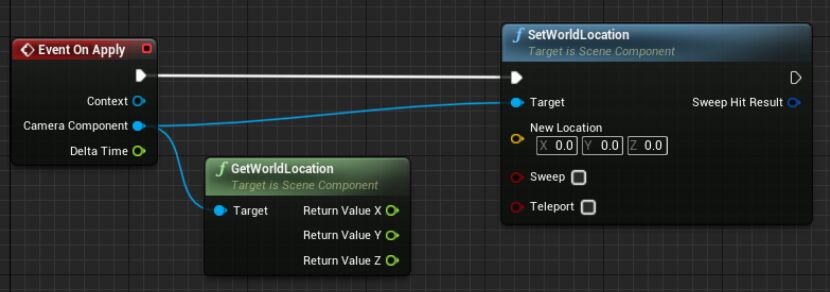 Event On Apply
Context
Camera Component
Delta Time
f GetWorldLocation
Target is Scene Component
Target Return Value X
Return Value Y
Return Value Z
f SetWorldLocation
Target is Scene Component
Target Sweep Hit Result
New Location
X 0.0 Y 0.0 Z 0.0
Sweep
Teleport